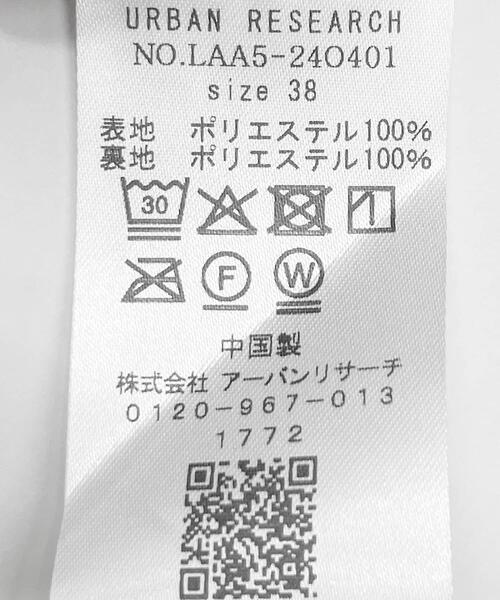 URBAN RESEARCH
NO.LAA5-240401
size 38
表地 ポリエステル100%
裏地 ポリエステル100%
30
F W
中国製
株式会社 アーバンリサーチ
0120-967-013
1772